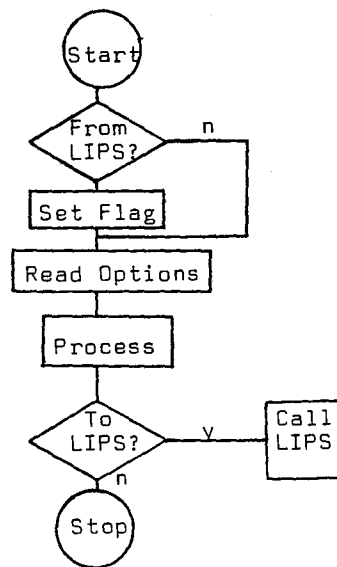 Start
From
LIPS?
n
Set Flag
Read Options
Process
To
LIPS?
y
Call
LIPS
n
Stop